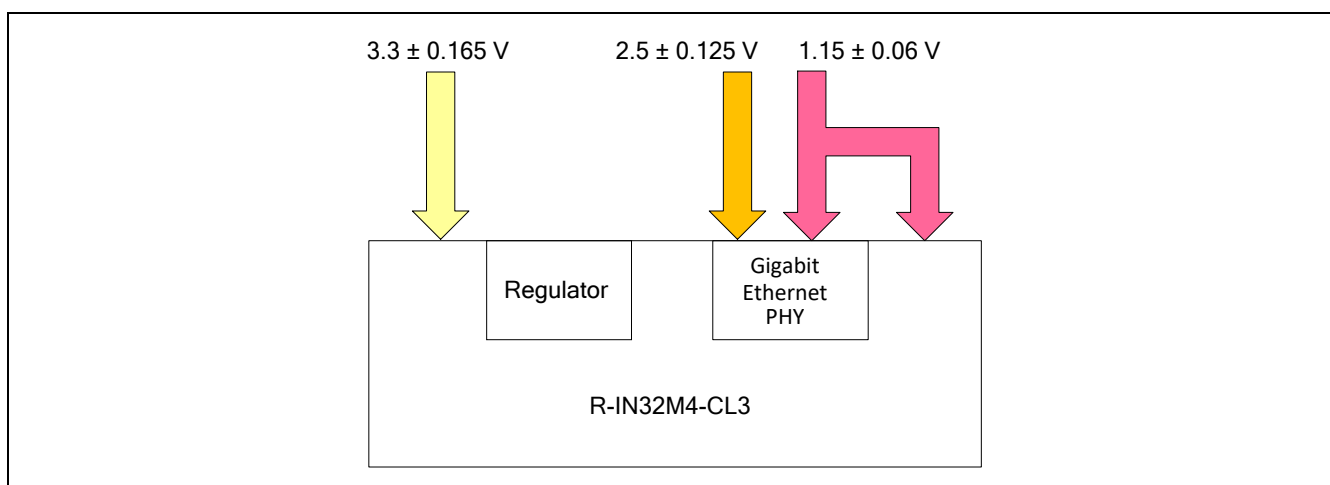 3.3 ± 0.165 V
2.5 ± 0.125 V
1.15 ± 0.06 V
Regulator
Gigabit
Ethernet
PHY
R-IN32M4-CL3